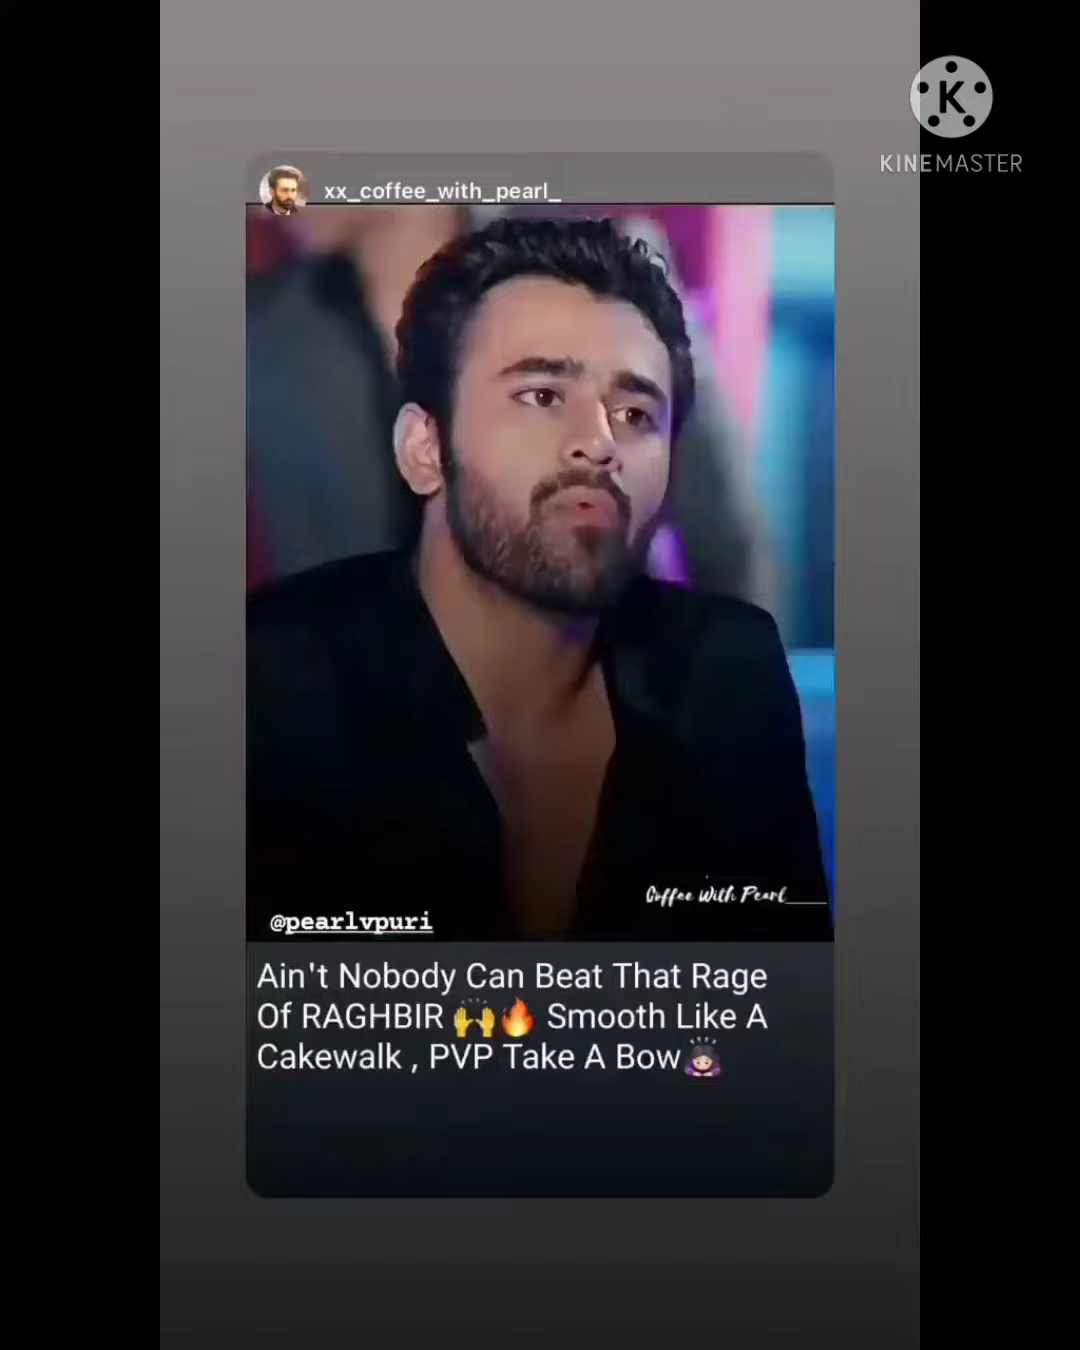 KINEMASTER
xx_coffee_with_pearl_
Coffee With Pearl____
@pearlvpuri
Ain't Nobody Can Beat That Rage
Of RAGHBIR 🙌🔥 Smooth Like A
Cakewalk , PVP Take A Bow🙇🏻‍♀️